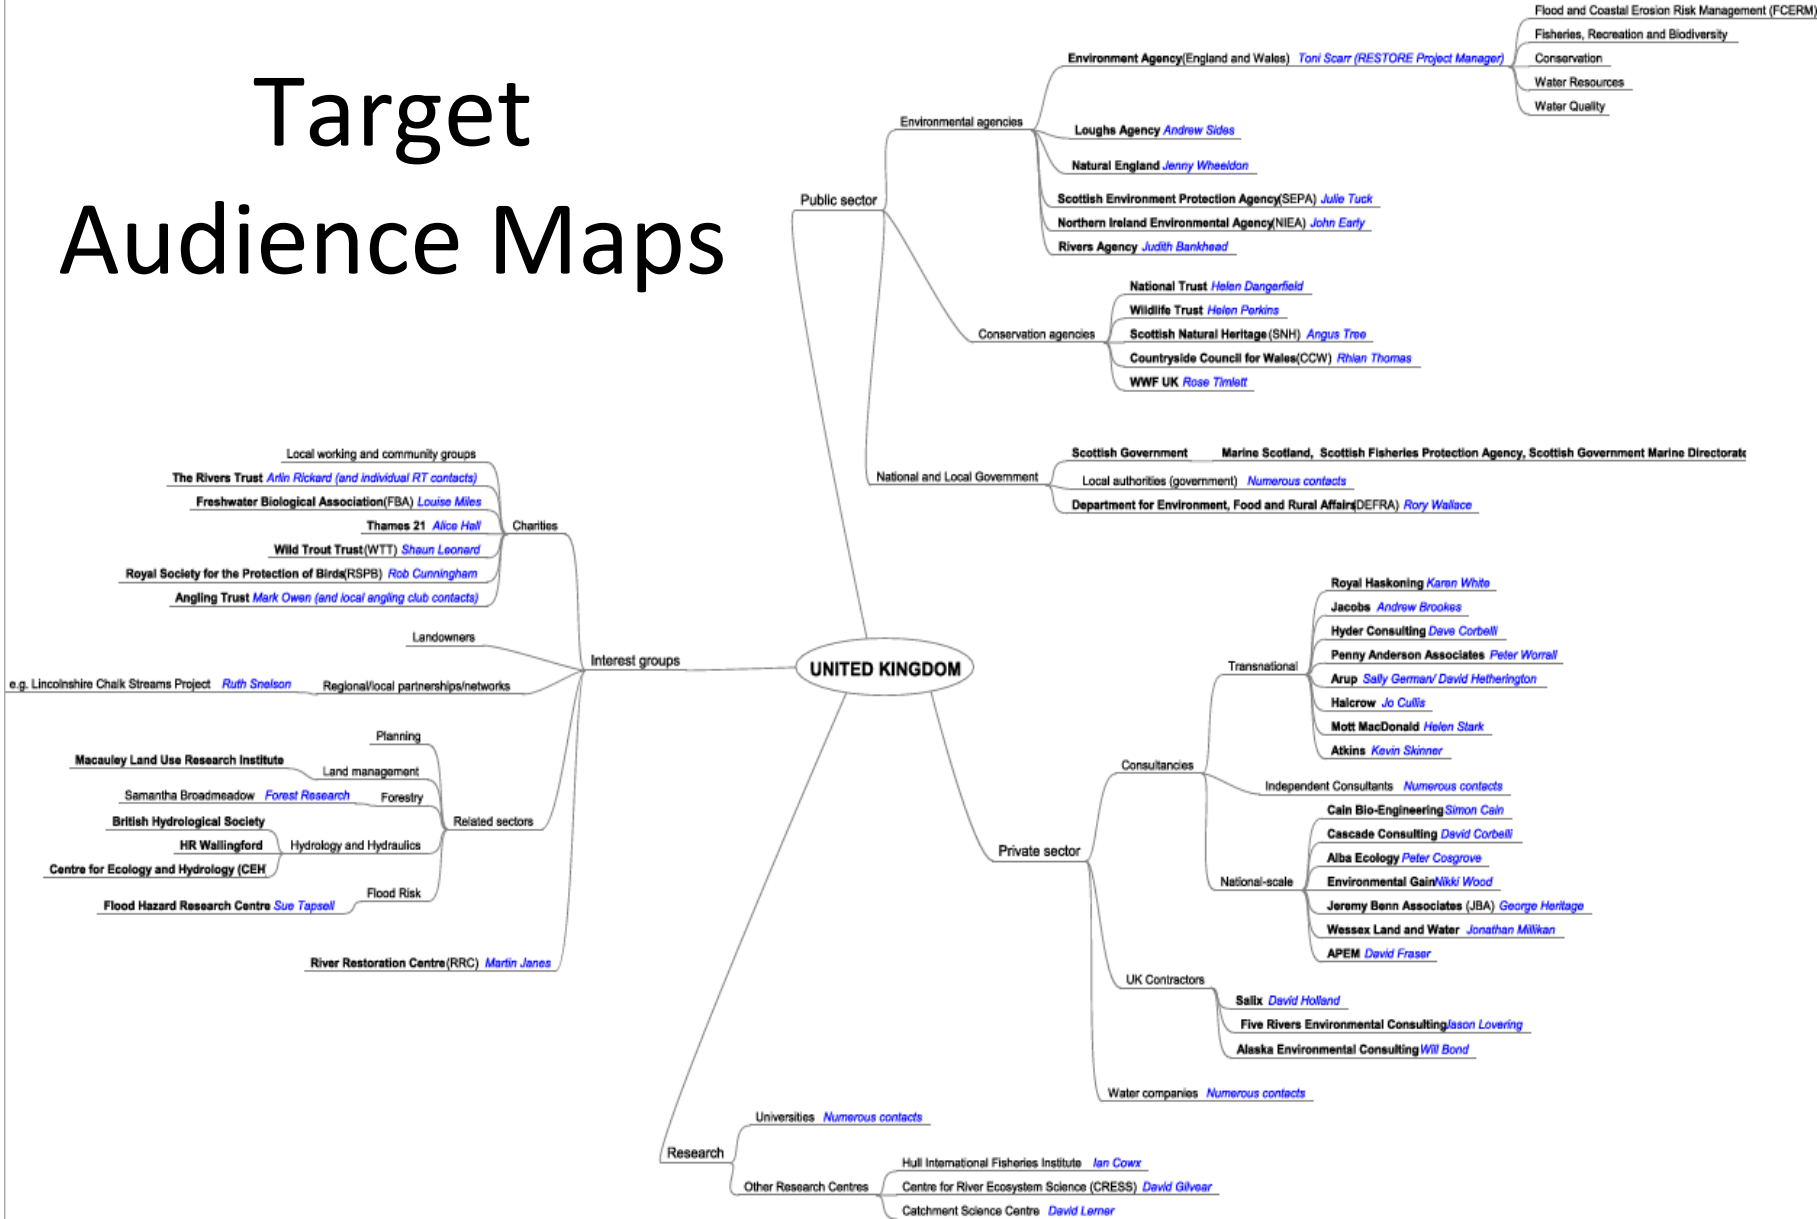 Target
Audience Maps
UNITED KINGDOM
Public sector
Environmental agencies
Environment Agency(England and Wales) Toni Scarr (RESTORE Project Manager)
Flood and Coastal Erosion Risk Management (FCERM)
Fisheries, Recreation and Biodiversity
Conservation
Water Resources
Water Quality
Loughs Agency Andrew Sides
Natural England Jenny Wheeldon
Scottish Environment Protection Agency(SEPA) Julie Tuck
Northern Ireland Environmental Agency(NIEA) John Early
Rivers Agency Judith Bankhead
Conservation agencies
National Trust Helen Dangerfield
Wildlife Trust Helen Perkins
Scottish Natural Heritage (SNH) Angus Tree
Countryside Council for Wales(CCW) Rhian Thomas
WWF UK Rose Timlett
National and Local Government
Scottish Government Marine Scotland, Scottish Fisheries Protection Agency, Scottish Government Marine Directorate
Local authorities (government) Numerous contacts
Department for Environment, Food and Rural Affairs(DEFRA) Rory Wallace
Interest groups
Charities
Local working and community groups
The Rivers Trust Arlin Rickard (and individual RT contacts)
Freshwater Biological Association(FBA) Louise Miles
Thames 21 Alice Hall
Wild Trout Trust(WTT) Shaun Leonard
Royal Society for the Protection of Birds(RSPB) Rob Cunningham
Angling Trust Mark Owen (and local angling club contacts)
Landowners
Regional/local partnerships/networks
e.g. Lincolnshire Chalk Streams Project Ruth Snelson
Related sectors
Planning
Land management
Macauley Land Use Research Institute
Forestry
Samantha Broadmeadow Forest Research
Hydrology and Hydraulics
British Hydrological Society
HR Wallingford
Centre for Ecology and Hydrology (CEH
Flood Risk
Flood Hazard Research Centre Sue Tapsell
River Restoration Centre(RRC) Martin Janes
Private sector
Consultancies
Transnational
Royal Haskoning Karen White
Jacobs Andrew Brookes
Hyder Consulting Dave Corbelli
Penny Anderson Associates Peter Worrall
Arup Sally German/ David Hetherington
Halcrow Jo Cullis
Mott MacDonald Helen Stark
Atkins Kevin Skinner
Independent Consultants Numerous contacts
National-scale
Cain Bio-Engineering Simon Cain
Cascade Consulting David Corbelli
Alba Ecology Peter Cosgrove
Environmental Gain Nikki Wood
Jeremy Benn Associates (JBA) George Heritage
Wessex Land and Water Jonathan Millikan
APEM David Fraser
UK Contractors
Salix David Holland
Five Rivers Environmental Consulting Jason Lovering
Alaska Environmental Consulting Will Bond
Water companies Numerous contacts
Research
Universities Numerous contacts
Other Research Centres
Hull International Fisheries Institute Ian Cowx
Centre for River Ecosystem Science (CRESS) David Gilvear
Catchment Science Centre David Lerner